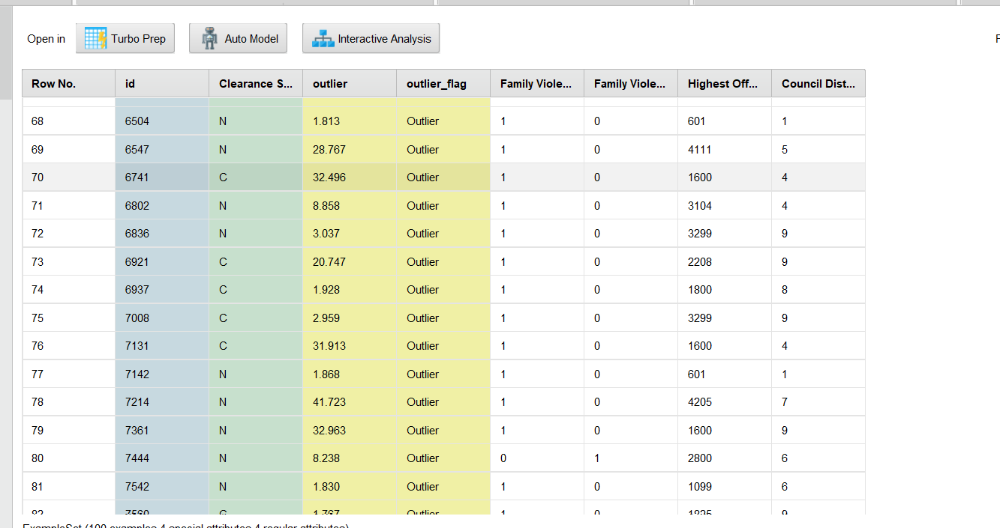 Open in Turbo Prep Auto Model Interactive Analysis
Row No. id Clearance S... outlier outlier_flag Family Viole... Family Viole... Highest Off... Council Dist...
68 6504 N 1.813 Outlier 1 0 601 1
69 6547 N 28.767 Outlier 1 0 4111 5
70 6741 C 32.496 Outlier 1 0 1600 4
71 6802 N 8.858 Outlier 1 0 3104 4
72 6836 N 3.037 Outlier 1 0 3299 9
73 6921 C 20.747 Outlier 1 0 2208 9
74 6937 C 1.928 Outlier 1 0 1800 8
75 7008 C 2.959 Outlier 1 0 3299 9
76 7131 C 31.913 Outlier 1 0 1600 4
77 7142 N 1.868 Outlier 1 0 601 1
78 7214 N 41.723 Outlier 1 0 4205 7
79 7361 N 32.963 Outlier 1 0 1600 9
80 7444 N 8.238 Outlier 0 1 2800 6
81 7542 N 1.830 Outlier 1 0 1099 6
82 Outlier 1 0
ExampleSet (100 examples,4 special attributes,4 regular attributes)